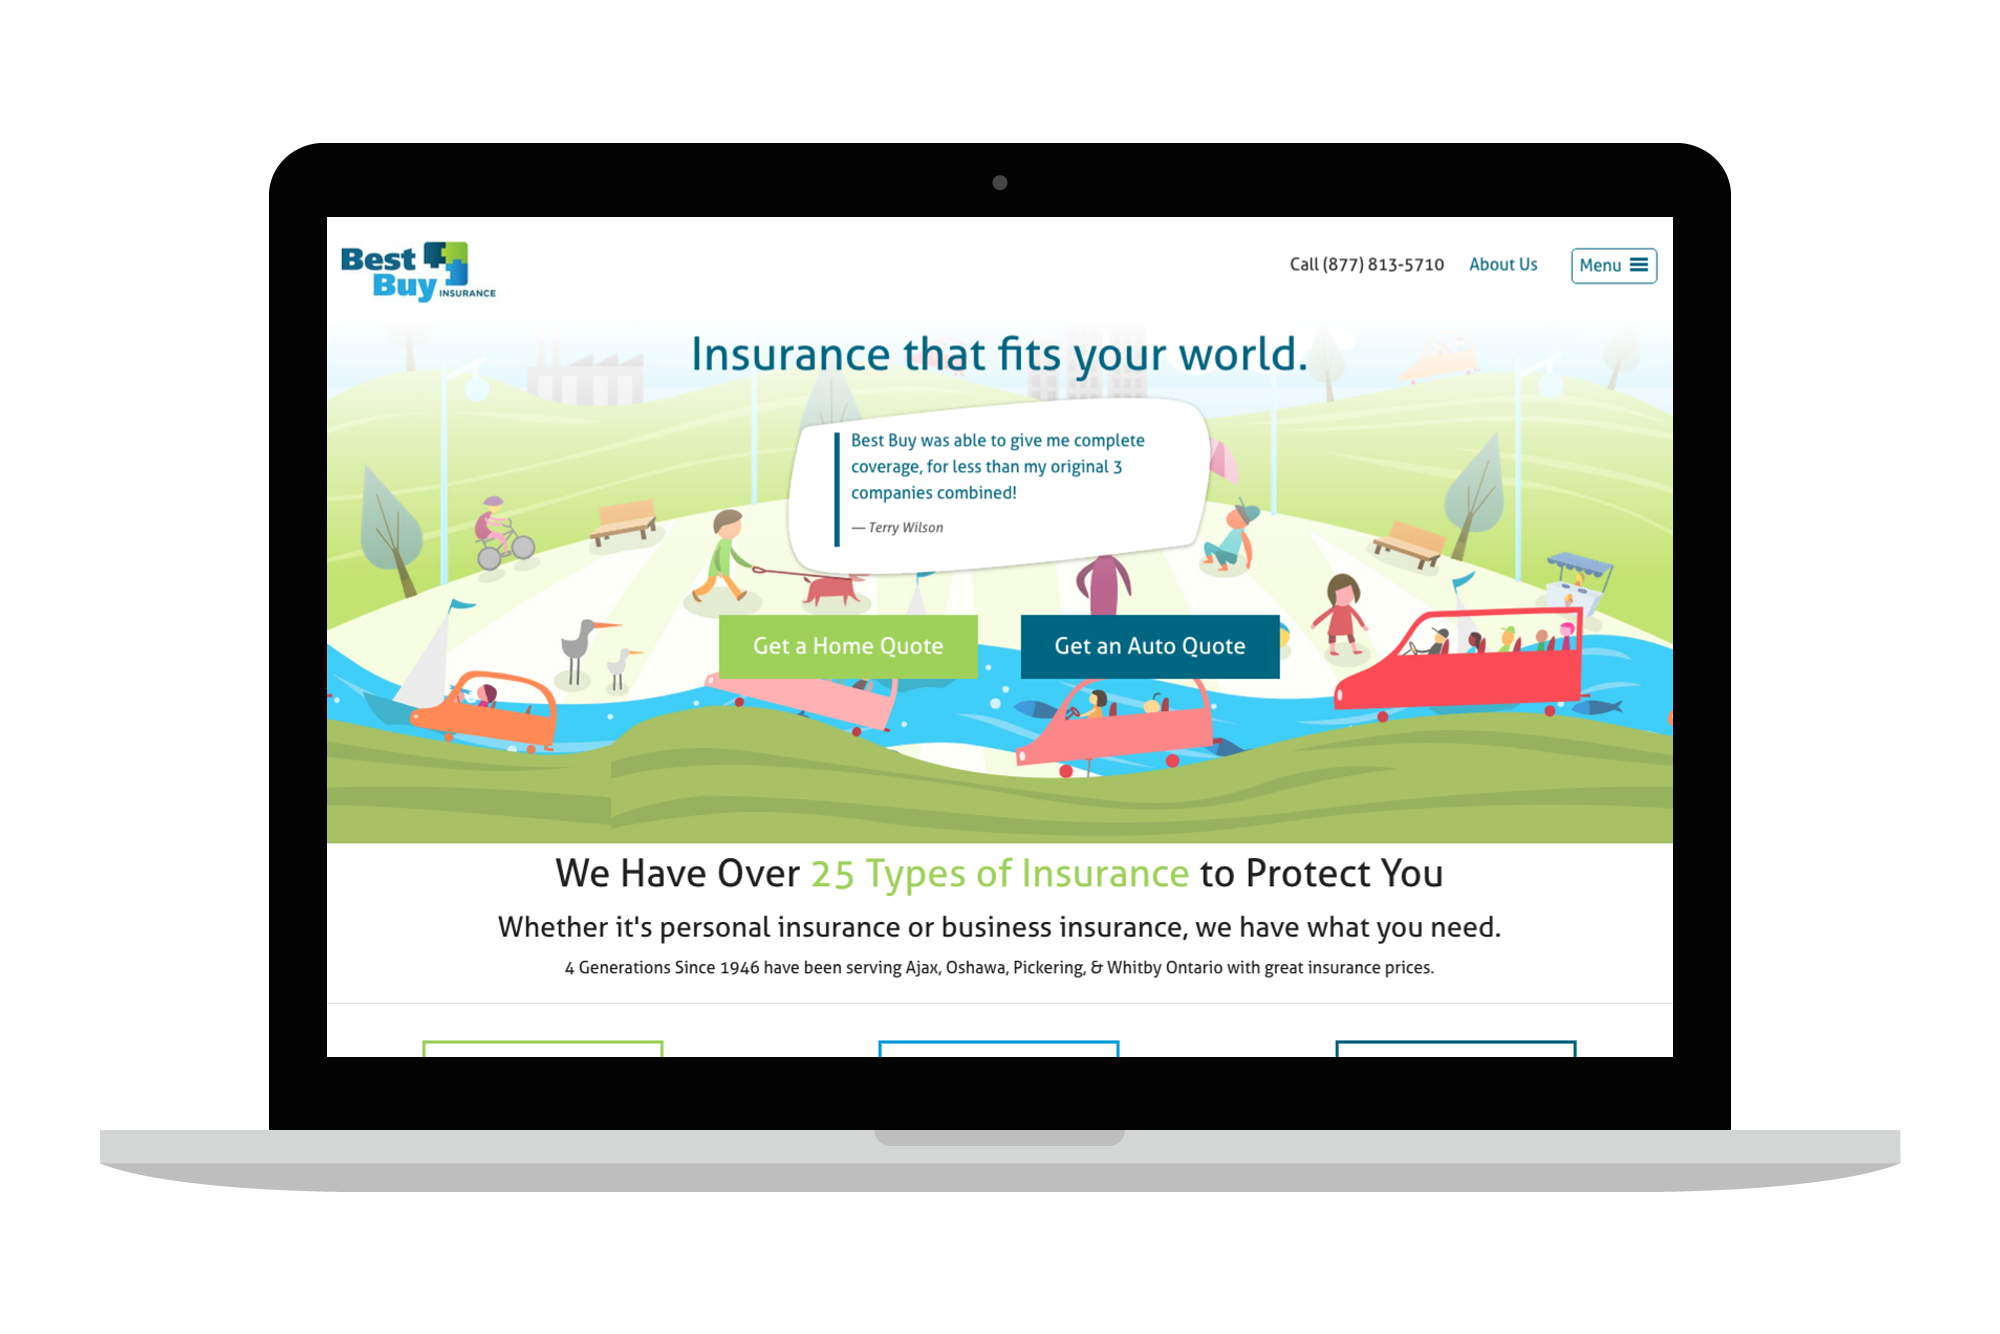 Best
Buy INSURANCE
Call (877) 813-5710 About Us Menu
Insurance that fits your world.
Best Buy was able to give me complete
coverage, for less than my original 3
companies combined!
— Terry Wilson
Get a Home Quote Get an Auto Quote
We Have Over 25 Types of Insurance to Protect You
Whether it's personal insurance or business insurance, we have what you need.
4 Generations Since 1946 have been serving Ajax, Oshawa, Pickering, & Whitby Ontario with great insurance prices.